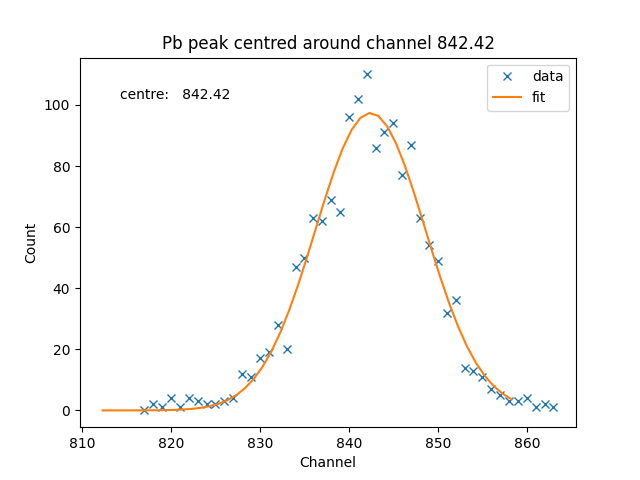 Pb peak centred around channel 842.42
centre: 842.42
data
fit
Count
100
80
60
40
20
0
810 820 830 840 850 860
Channel